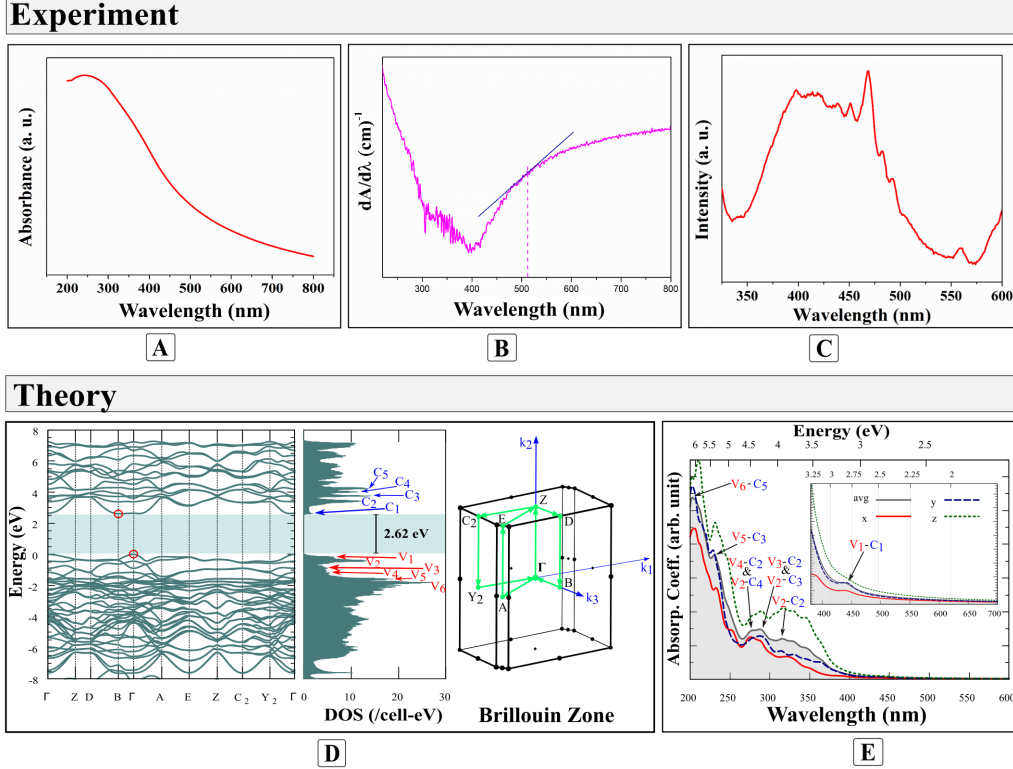 Experiment
Absorbance (a. u.)
200 300 400 500 600 700 800
Wavelength (nm)
A
dA/dλ (cm)⁻¹
300 400 500 600 700 800
Wavelength (nm)
B
Intensity (a. u.)
350 400 450 500 550 600
Wavelength (nm)
C
Theory
Energy (eV)
8
6
4
2
0
-2
-4
-6
-8
Γ Z D B Γ A E Z C₂ Y₂ Γ
C₅
C₄
C₃
C₂
C₁
2.62 eV
V₁
V₂
V₃
V₄
V₅
V₆
0 10 20 30
DOS (/cell-eV)
k₂
Z
C₂ E D
Γ
k₁
Y₂ A B
k₃
Brillouin Zone
D
Energy (eV)
6 5.5 5 4.5 4 3.5 3 2.5
Absorp. Coeff. (arb. unit)
V₆-C₅
V₅-C₃
V₄-C₂
&
V₂-C₄
V₃-C₂
&
V₂-C₃
V₂-C₂
3.25 3 2.75 2.5 2.25 2
avg y
x z
V₁-C₁
400 450 500 600 700
200 250 300 350 400 450 500 600
Wavelength (nm)
E